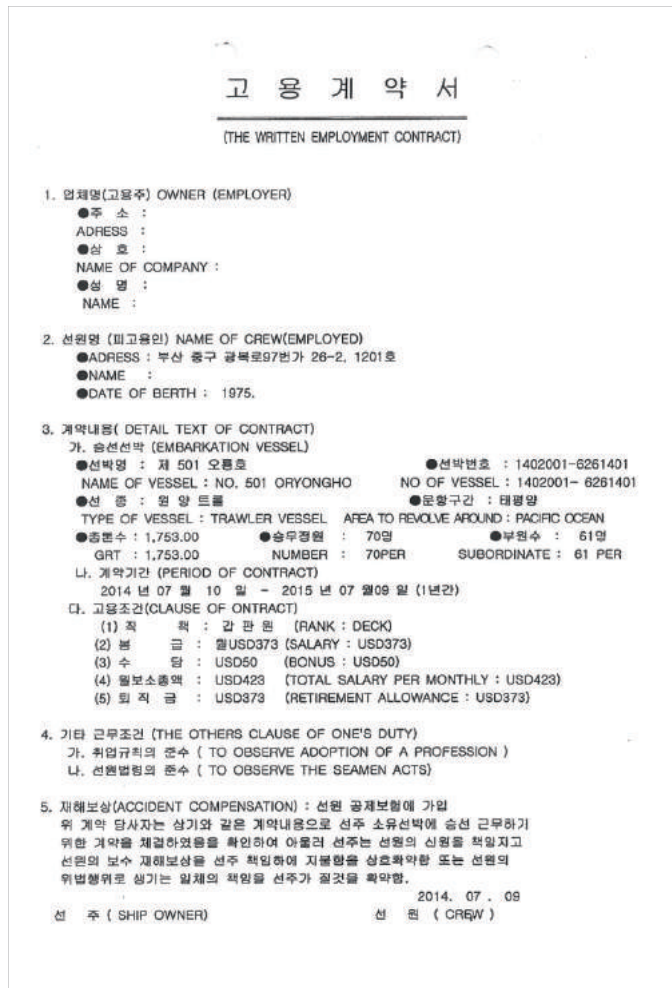 고 용 계 약 서
(THE WRITTEN EMPLOYMENT CONTRACT)
1. 업체명(고용주) OWNER (EMPLOYER)
●주 소 :
ADRESS :
●상 호 :
NAME OF COMPANY :
●성 명 :
NAME :
2. 선원명 (피고용인) NAME OF CREW(EMPLOYED)
●ADRESS : 부산 중구 광복로97번가 26-2, 1201호
●NAME :
●DATE OF BERTH : 1975.
3. 계약내용( DETAIL TEXT OF CONTRACT)
가. 승선선박 (EMBARKATION VESSEL)
●선박명 : 제 501 오룡호 ●선박번호 : 1402001-6261401
NAME OF VESSEL : NO. 501 ORYONGHO NO OF VESSEL : 1402001- 6261401
●선 종 : 원 양 트롤 ●운항구간 : 태평양
TYPE OF VESSEL : TRAWLER VESSEL AREA TO REVOLVE AROUND : PACIFIC OCEAN
●총톤수 : 1,753.00 ●승무정원 : 70명 ●부원수 : 61명
GRT : 1,753.00 NUMBER : 70PER SUBORDINATE : 61 PER
나. 계약기간 (PERIOD OF CONTRACT)
2014 년 07 월 10 일 - 2015 년 07 월09 일 (1년간)
다. 고용조건(CLAUSE OF ONTRACT)
(1) 직 책 : 갑 판 원 (RANK : DECK)
(2) 봉 급 : 월USD373 (SALARY : USD373)
(3) 수 당 : USD50 (BONUS : USD50)
(4) 월보소총액 : USD423 (TOTAL SALARY PER MONTHLY : USD423)
(5) 퇴 직 금 : USD373 (RETIREMENT ALLOWANCE : USD373)
4. 기타 근무조건 (THE OTHERS CLAUSE OF ONE'S DUTY)
가. 취업규칙의 준수 ( TO OBSERVE ADOPTION OF A PROFESSION )
나. 선원법령의 준수 ( TO OBSERVE THE SEAMEN ACTS)
5. 재해보상(ACCIDENT COMPENSATION) : 선원 공제보험에 가입
위 계약 당사자는 상기와 같은 계약내용으로 선주 소유선박에 승선 근무하기
위한 계약을 체결하였음을 확인하여 아울러 선주는 선원의 신원을 책임지고
선원의 보수 재해보상을 선주 책임하에 지불함을 상호확약함 또는 선원의
위법행위로 생기는 일체의 책임을 선주가 질것을 확약함.
2014. 07 . 09
선 주 ( SHIP OWNER) 선 원 ( CREW )